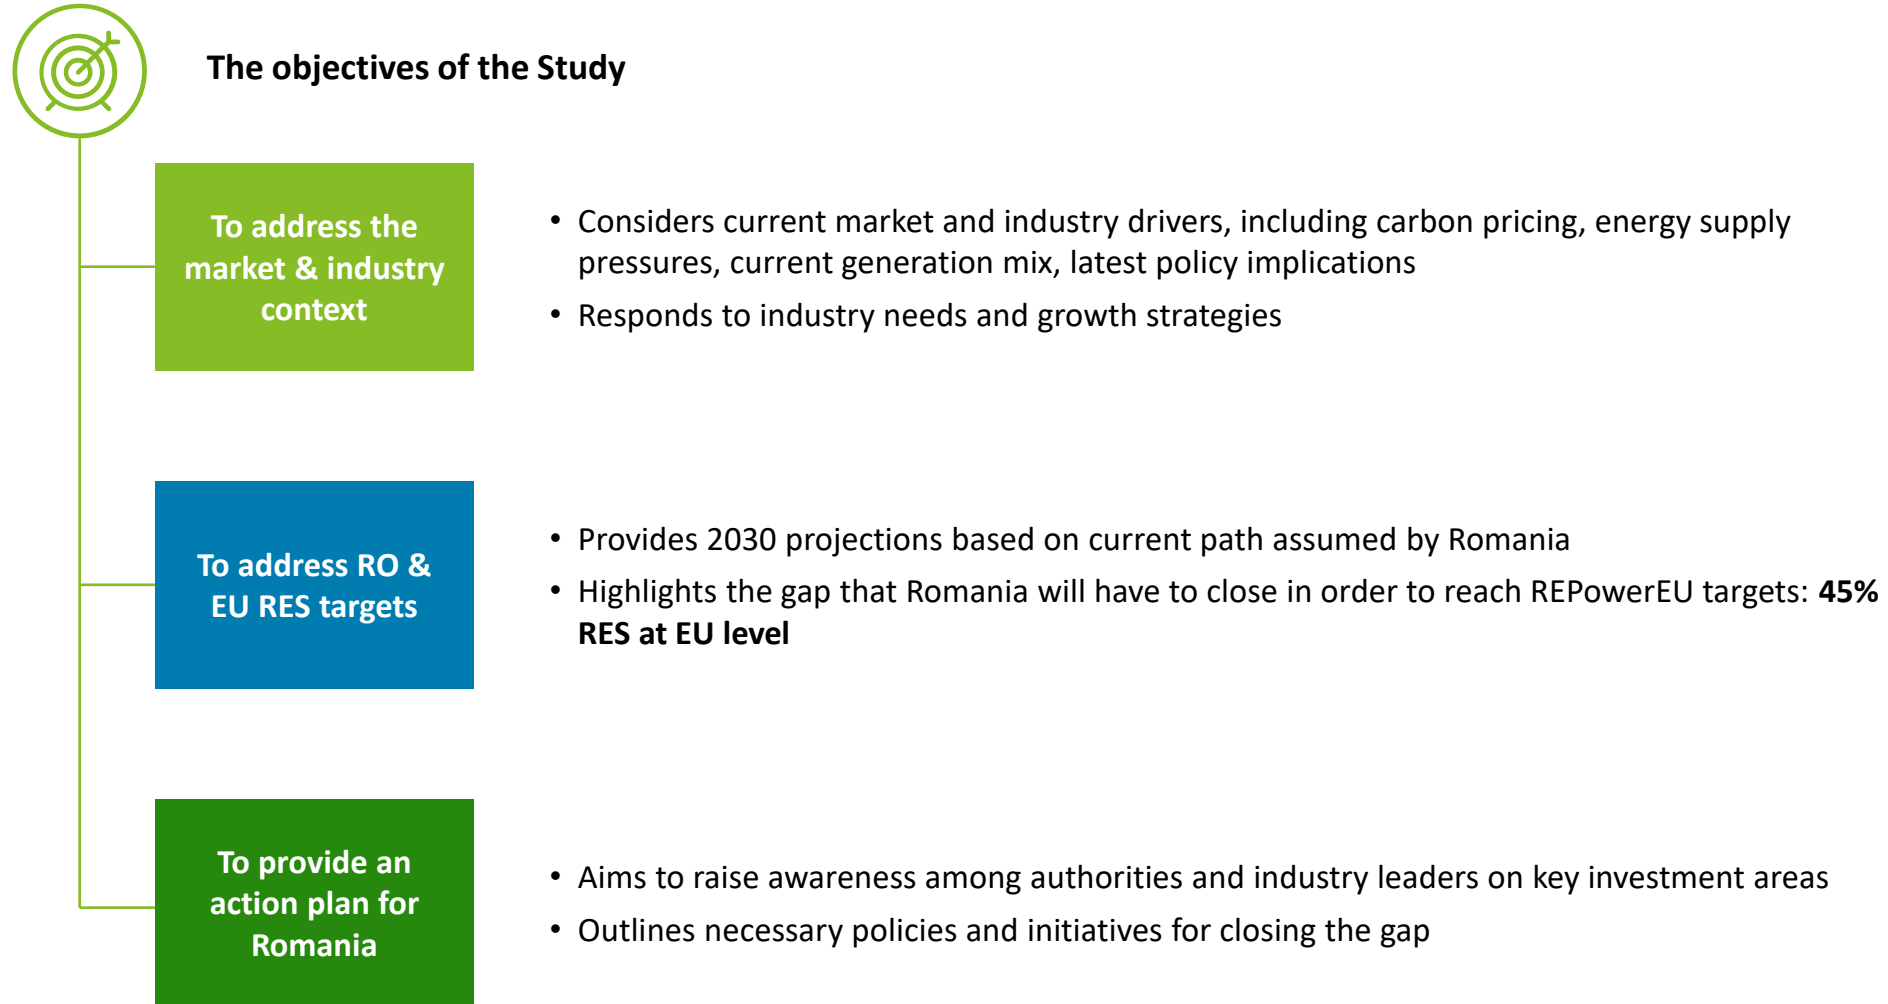 The objectives of the Study
To address the
market & industry
context
• Considers current market and industry drivers, including carbon pricing, energy supply
pressures, current generation mix, latest policy implications
• Responds to industry needs and growth strategies
To address RO &
EU RES targets
• Provides 2030 projections based on current path assumed by Romania
• Highlights the gap that Romania will have to close in order to reach REPowerEU targets: 45%
RES at EU level
To provide an
action plan for
Romania
• Aims to raise awareness among authorities and industry leaders on key investment areas
• Outlines necessary policies and initiatives for closing the gap